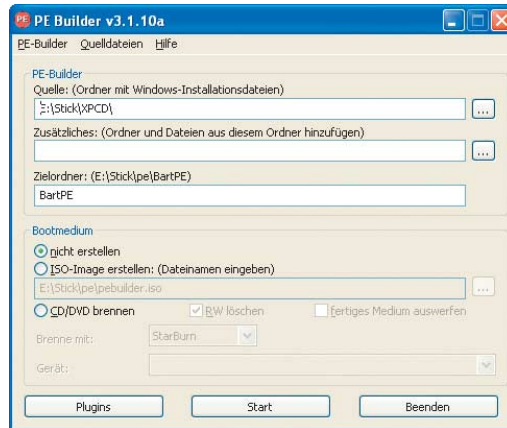 PE Builder v3.1.10a
PE-Builder Quelldateien Hilfe
PE-Builder
Quelle: (Ordner mit Windows-Installationsdateien)
E:\Stick\XPCD\
...
Zusätzliches: (Ordner und Dateien aus diesem Ordner hinzufügen)
...
Zielordner: (E:\Stick\pe\BartPE)
BartPE
Bootmedium
nicht erstellen
ISO-Image erstellen: (Dateinamen eingeben)
E:\Stick\pe\pebuilder.iso
...
CD/DVD brennen RW löschen fertiges Medium auswerfen
Brenne mit: StarBurn
Gerät:
Plugins Start Beenden